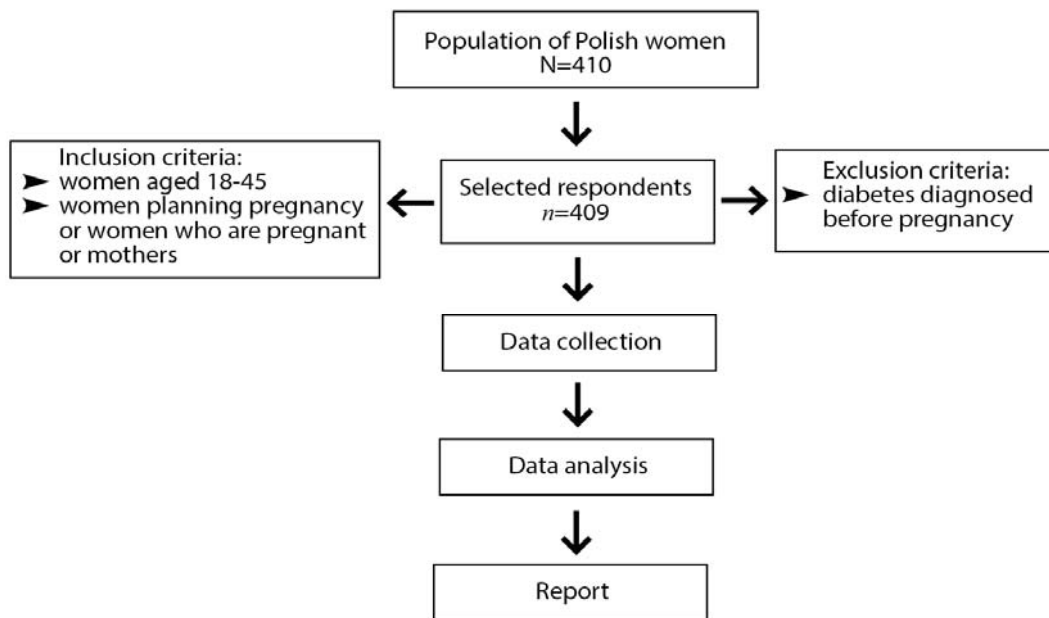 Population of Polish women
N=410
Inclusion criteria:
➤ women aged 18-45
➤ women planning pregnancy
or women who are pregnant
or mothers
Selected respondents
n=409
Exclusion criteria:
➤ diabetes diagnosed
before pregnancy
Data collection
Data analysis
Report